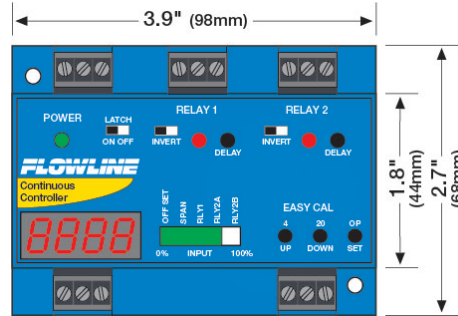 3.9" (98mm)
RELAY 1
RELAY 2
POWER
LATCH
ON OFF
INVERT
DELAY
INVERT
DELAY
FLOWLINE
Continuous
Controller
8888
OFF SET
SPAN
RLY1
RLY2A
RLY2B
0% INPUT 100%
EASY CAL
4 20 OP
UP DOWN SET
1.8"
(44mm)
2.7"
(68mm)